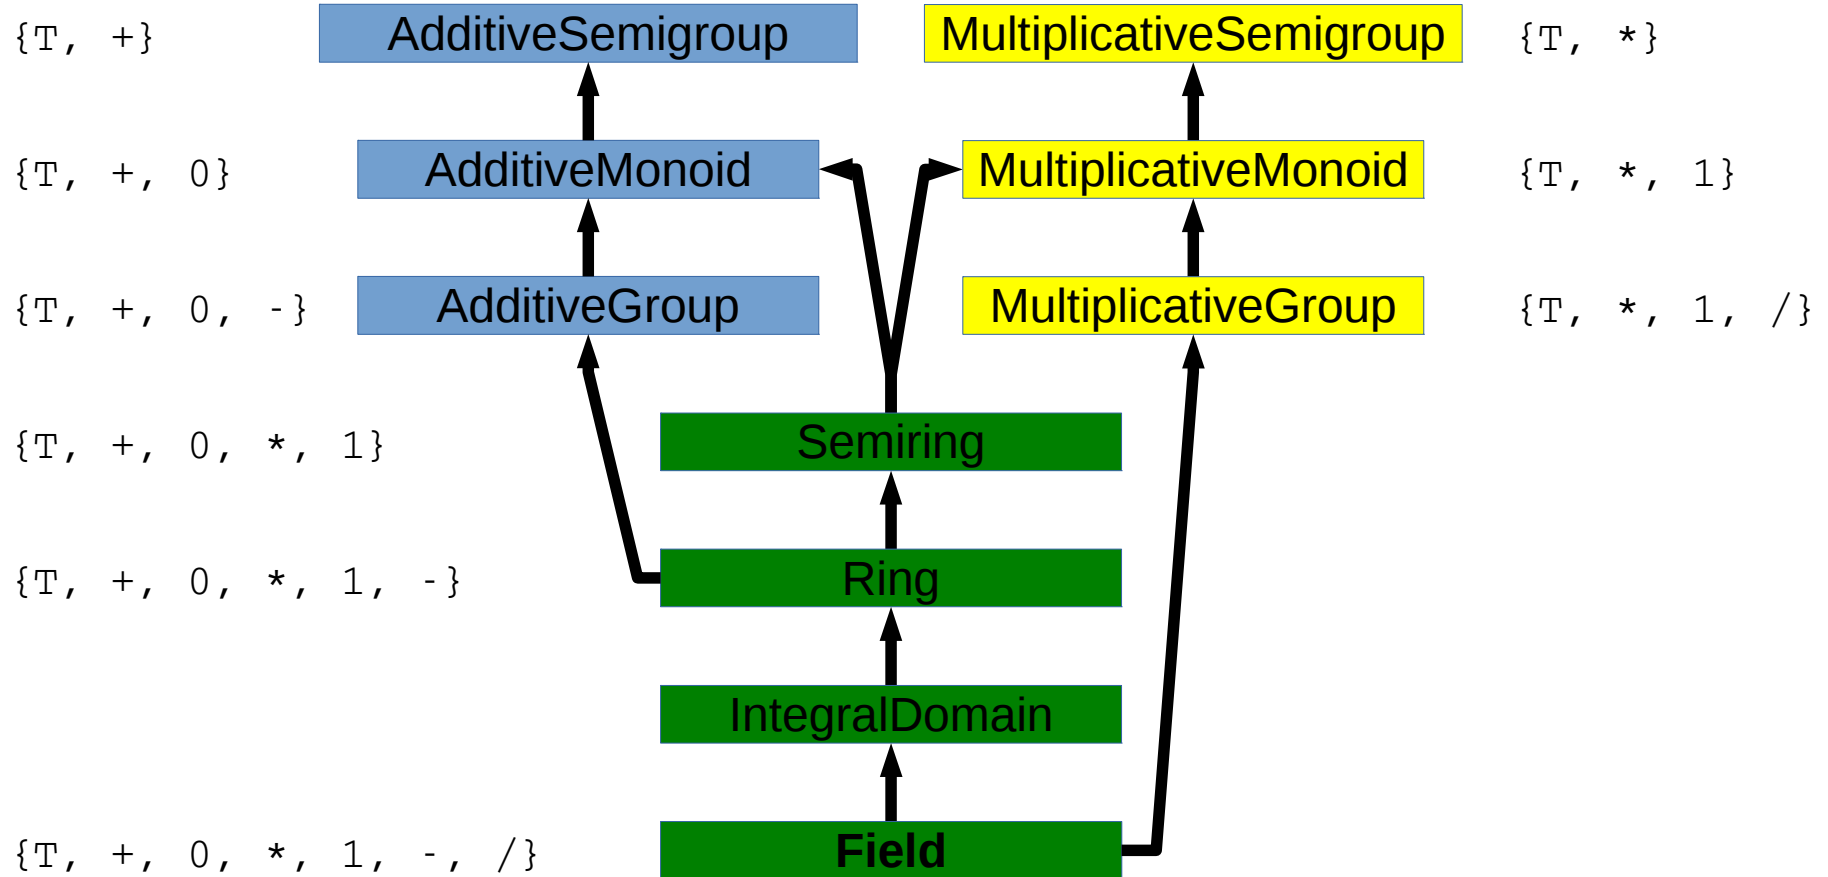 {T, +}
AdditiveSemigroup
MultiplicativeSemigroup
{T, *}
{T, +, 0}
AdditiveMonoid
MultiplicativeMonoid
{T, *, 1}
{T, +, 0, -}
AdditiveGroup
MultiplicativeGroup
{T, *, 1, /}
{T, +, 0, *, 1}
Semiring
{T, +, 0, *, 1, -}
Ring
IntegralDomain
{T, +, 0, *, 1, -, /}
Field